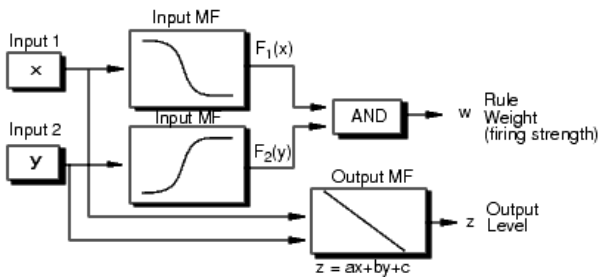 Input MF
Input 1
x
F1(x)
Input MF
Input 2
y
F2(y)
AND
w
Rule
Weight
(firing strength)
Output MF
z
Output
Level
z = ax+by+c